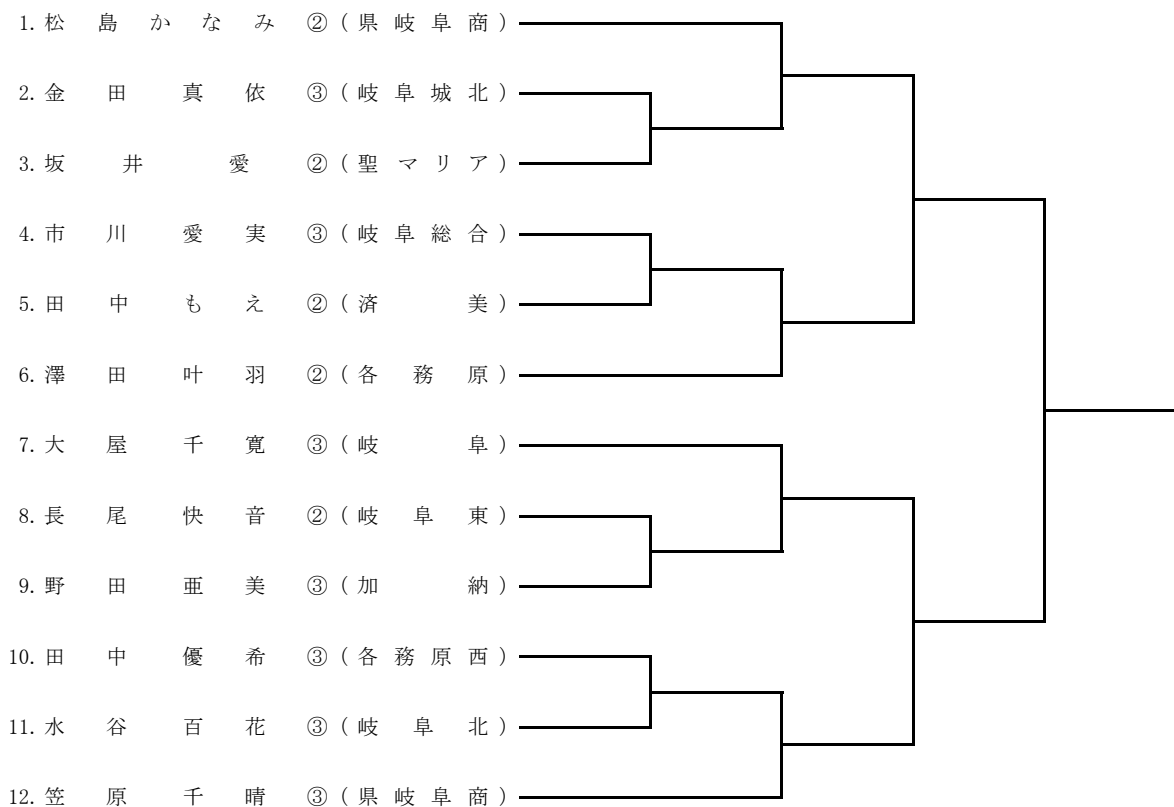 1. 松島かなみ ② (県岐阜商)
2. 金田真依 ③ (岐阜城北)
3. 坂井愛 ② (聖マリア)
4. 市川愛実 ③ (岐阜総合)
5. 田中もえ ② (済美)
6. 澤田叶羽 ② (各務原)
7. 大屋千寛 ③ (岐阜)
8. 長尾快音 ② (岐阜東)
9. 野田亜美 ③ (加納)
10. 田中優希 ③ (各務原西)
11. 水谷百花 ③ (岐阜北)
12. 笠原千晴 ③ (県岐阜商)